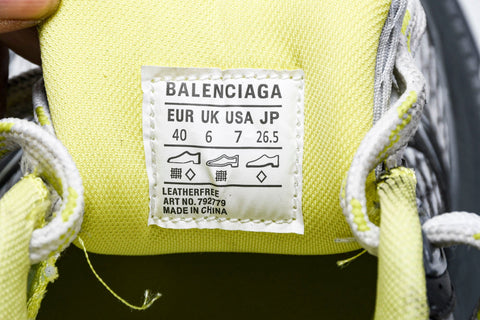 BALENCIAGA
EUR UK USA JP
40 6 7 26.5
LEATHERFREE
ART NO. 792779
MADE IN CHINA